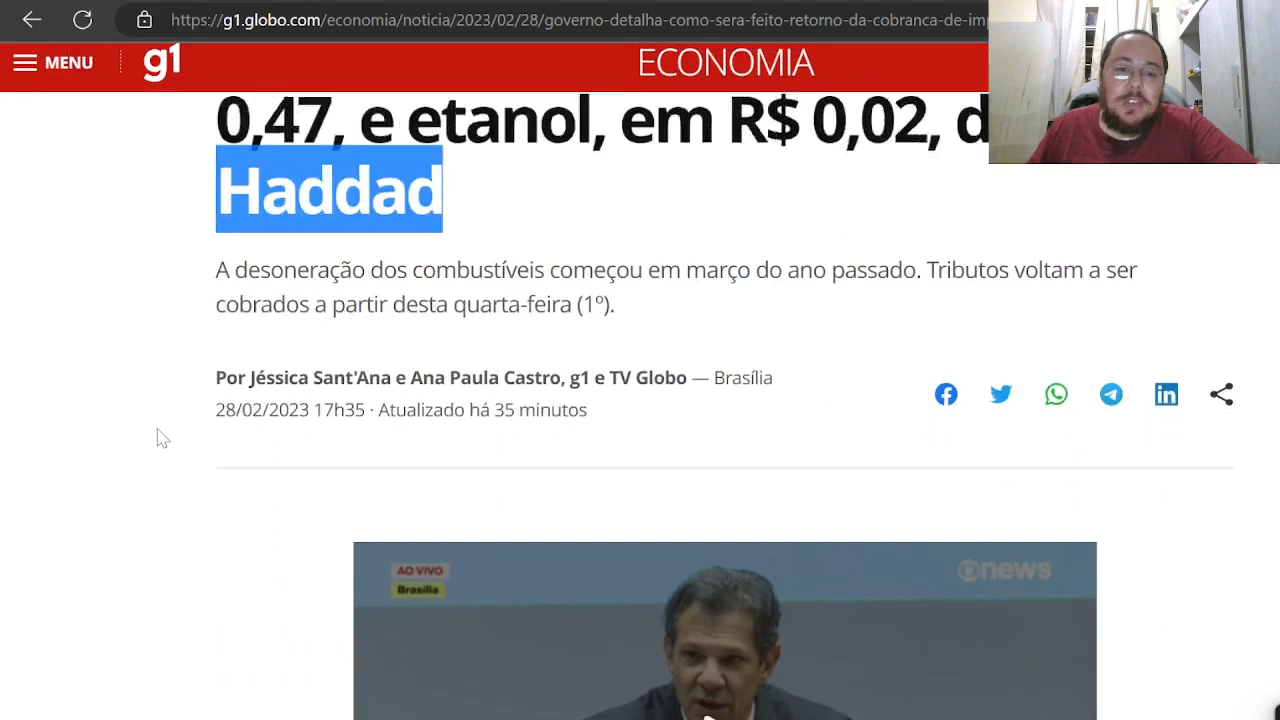 https://g1.globo.com/economia/noticia/2023/02/28/governo-detalha-como-sera-feito-retorno-da-cobranca-de-imp
MENU
g1
ECONOMIA
0,47, e etanol, em R$ 0,02, d
Haddad
A desoneração dos combustíveis começou em março do ano passado. Tributos voltam a ser
cobrados a partir desta quarta-feira (1º).
Por Jéssica Sant'Ana e Ana Paula Castro, g1 e TV Globo — Brasília
28/02/2023 17h35 · Atualizado há 35 minutos
AO VIVO
Brasília
news